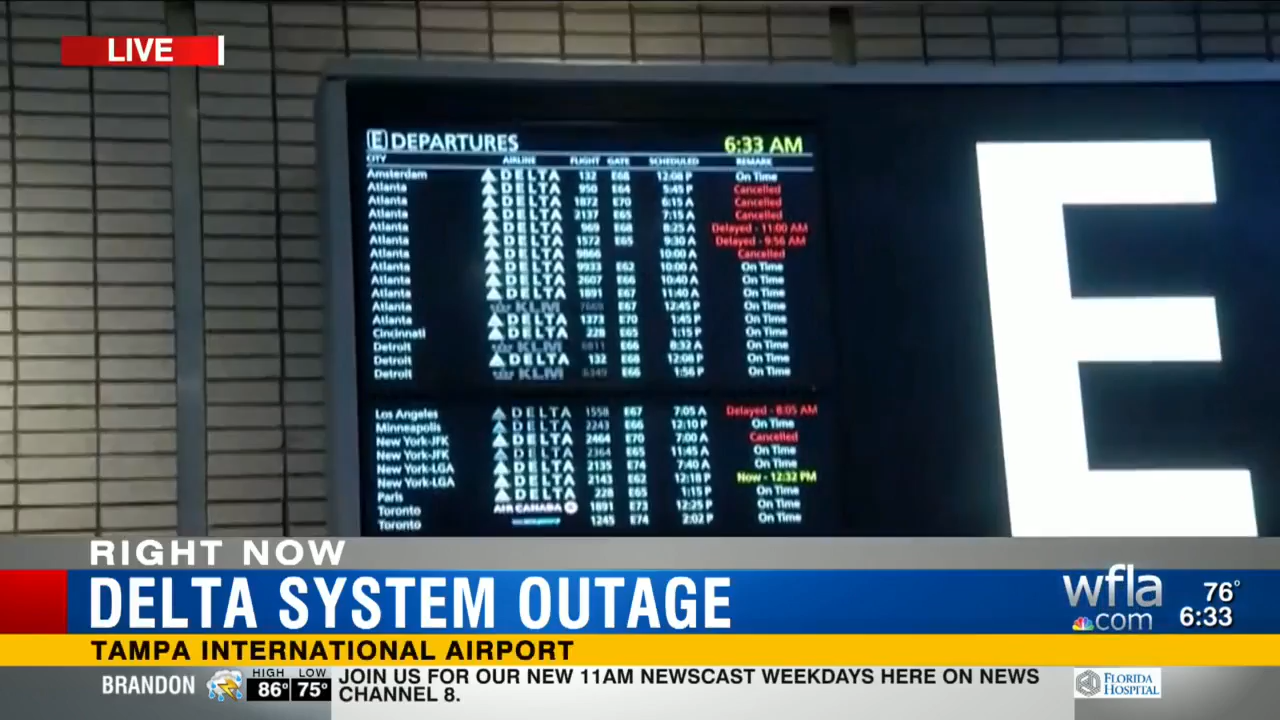 LIVE
E DEPARTURES 6:33 AM
CITY AIRLINE FLIGHT GATE SCHEDULED REMARK
Amsterdam DELTA 132 E68 12:08 P On Time
Atlanta DELTA 950 E64 5:45 P Cancelled
Atlanta DELTA 1872 E70 6:15 A Cancelled
Atlanta DELTA 2137 E65 7:15 A Cancelled
Atlanta DELTA 969 E68 8:25 A Delayed - 11:00 AM
Atlanta DELTA 1572 E65 9:30 A Delayed - 9:56 AM
Atlanta DELTA 9866 10:00 A Cancelled
Atlanta DELTA 9933 E62 10:00 A On Time
Atlanta DELTA 2607 E66 10:40 A On Time
Atlanta DELTA 1891 E67 11:40 A On Time
Atlanta KLM E67 12:45 P On Time
Atlanta DELTA 1373 E70 1:45 P On Time
Cincinnati DELTA 228 E65 1:15 P On Time
Detroit KLM 6811 E66 8:32 A On Time
Detroit DELTA 132 E68 12:08 P On Time
Detroit KLM 6349 E66 1:56 P On Time
Los Angeles DELTA 1558 E67 7:05 A Delayed - 8:05 AM
Minneapolis DELTA 2243 E66 12:10 P On Time
New York-JFK DELTA 2464 E70 7:00 A Cancelled
New York-JFK DELTA 2364 E65 11:45 A On Time
New York-LGA DELTA 2135 E74 7:40 A On Time
New York-LGA DELTA 2143 E62 12:18 P Now - 12:32 PM
Paris DELTA 228 E65 1:15 P On Time
Toronto AIR CANADA 1891 E73 12:25 P On Time
Toronto 1245 E74 2:02 P On Time
E
RIGHT NOW
DELTA SYSTEM OUTAGE
wfla.com
76°
6:33
TAMPA INTERNATIONAL AIRPORT
BRANDON HIGH 86° LOW 75°
JOIN US FOR OUR NEW 11AM NEWSCAST WEEKDAYS HERE ON NEWS
CHANNEL 8.
FLORIDA
HOSPITAL